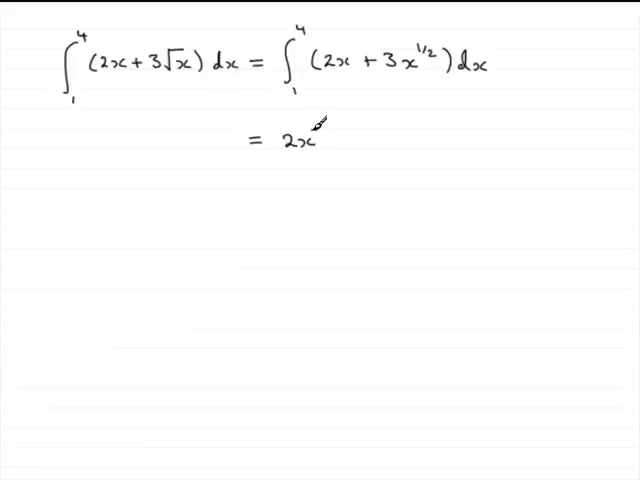 ∫₁⁴ (2x + 3√x) dx = ∫₁⁴ (2x + 3x^{1/2}) dx
= 2x